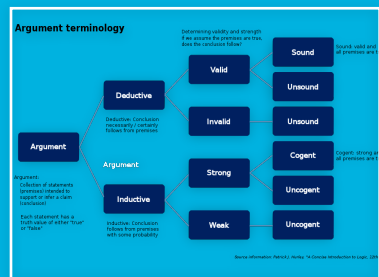 Argument terminology
Determining validity and strength
if we assume the premises are true,
does the conclusion follow?
Sound
Sound: valid and
all premises are
Valid
Deductive
Unsound
Deductive: Conclusion
necessarily / certainly
follows from premises
Invalid
Unsound
Argument
Argument
Cogent
Cogent: strong
all premises are
Strong
Argument:
Collection of statements
(premises) intended to
support or infer a claim
(conclusion)
Each statement has a
truth value of either "true"
or "false"
Inductive
Uncogent
Inductive: Conclusion
follows from premises
with some probability
Weak
Uncogent
Source information: Patrick J. Hurley. "A Concise Introduction to Logic,